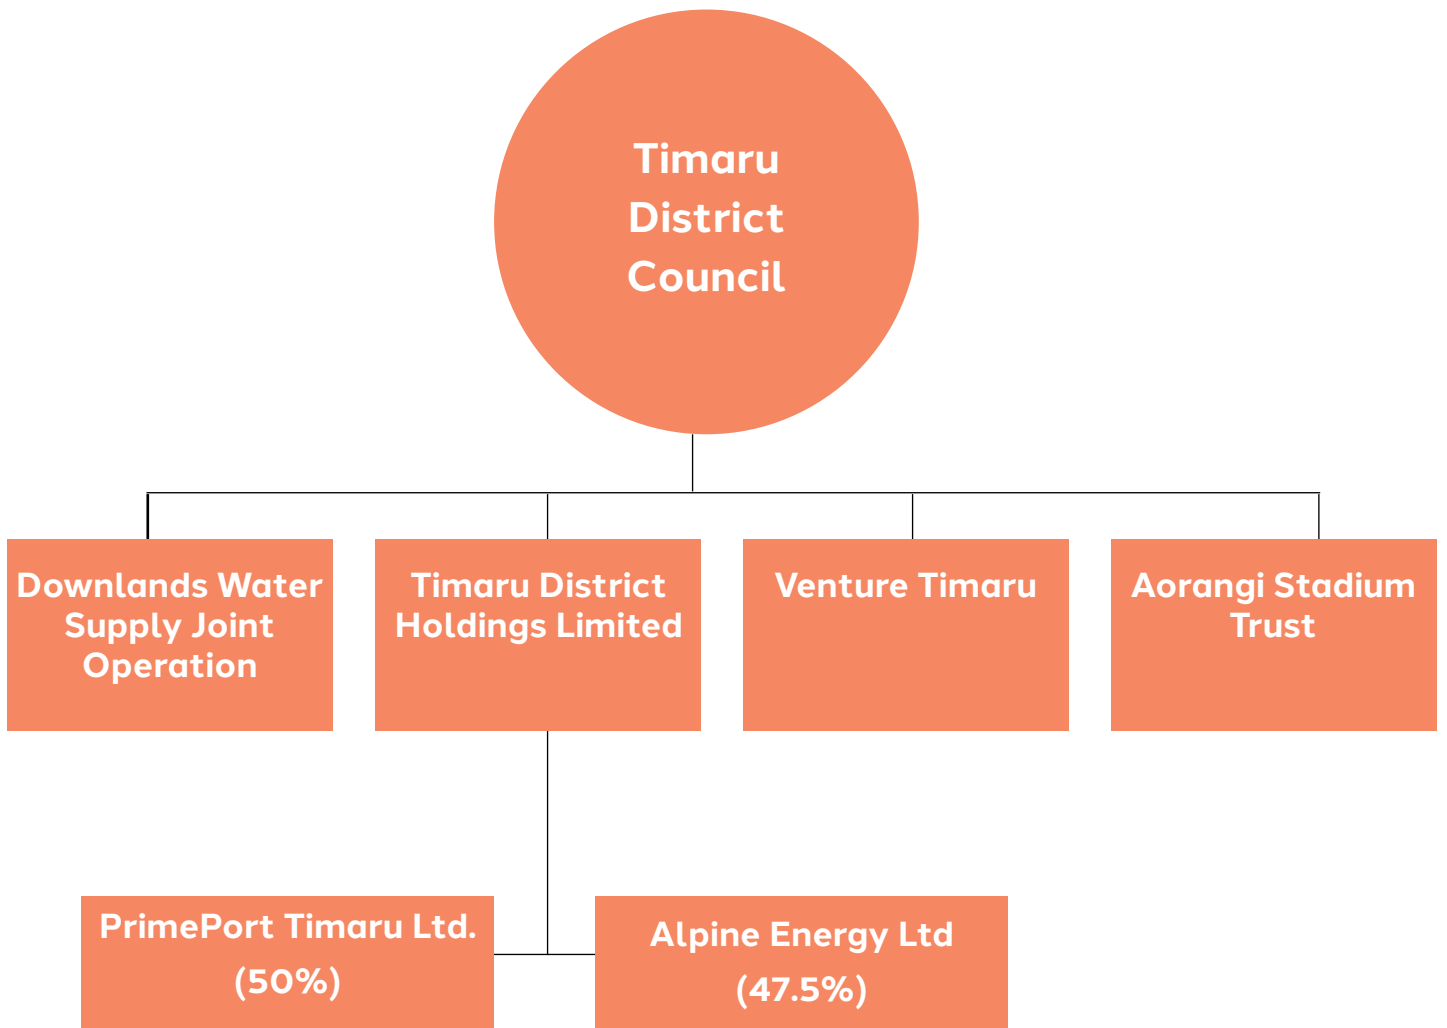 Timaru
District
Council
Downlands Water
Supply Joint
Operation
Timaru District
Holdings Limited
Venture Timaru
Aorangi Stadium
Trust
PrimePort Timaru Ltd.
(50%)
Alpine Energy Ltd
(47.5%)